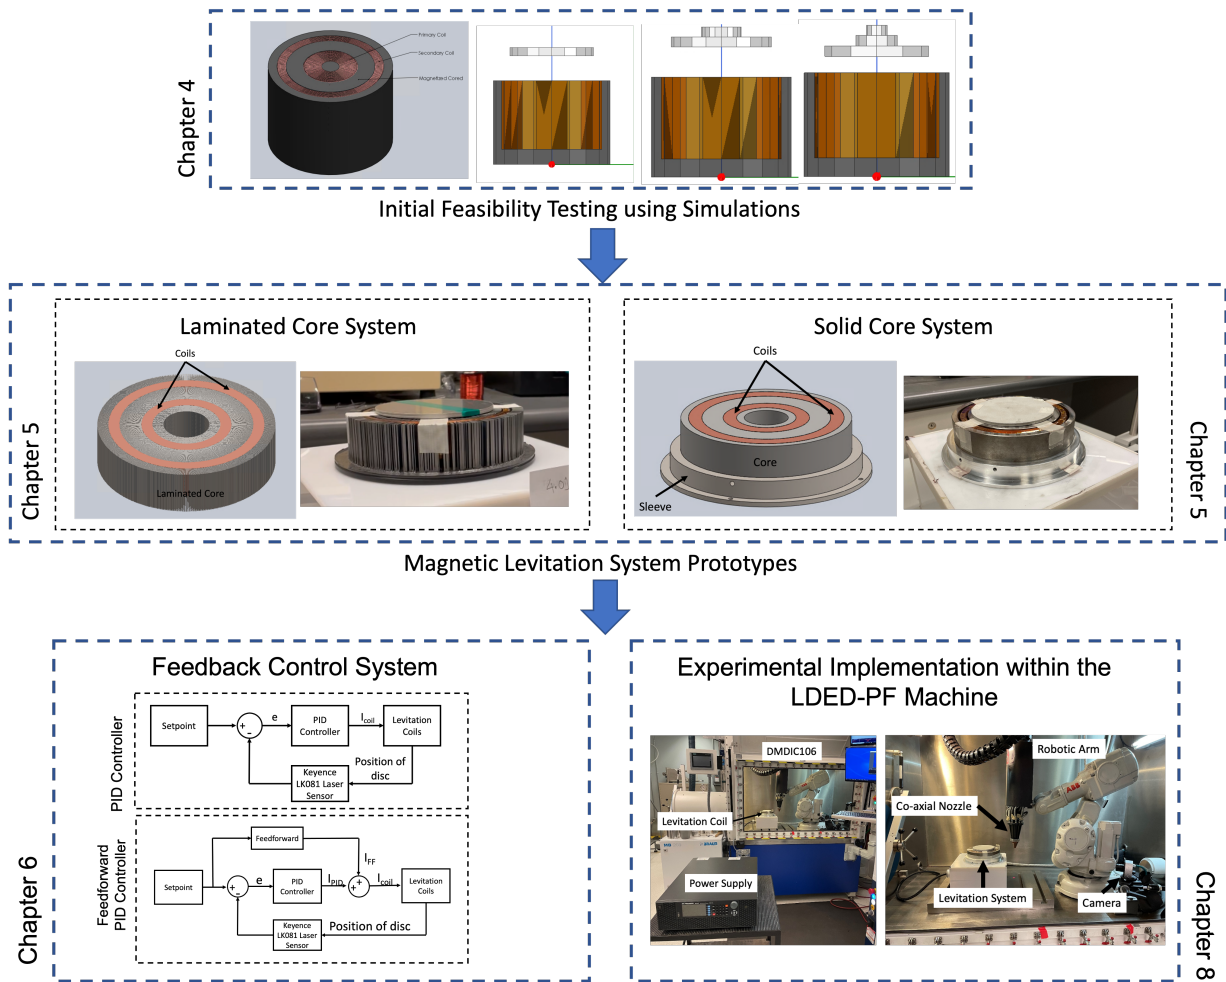 Chapter 4
Primary Coil
Secondary Coil
Magnetized Cored
Initial Feasibility Testing using Simulations
Chapter 5
Laminated Core System
Coils
Laminated Core
4.0
Solid Core System
Coils
Core
Sleeve
Chapter 5
Magnetic Levitation System Prototypes
Chapter 6
Feedback Control System
PID Controller
Setpoint
+
-
e
PID
Controller
Icoil
Levitation
Coils
Position of
disc
Keyence
LK081 Laser
Sensor
Feedforward
PID Controller
Feedforward
IFF
Setpoint
+
-
e
PID
Controller
IPID
+
+
Icoil
Levitation
Coils
Keyence
LK081 Laser
Sensor
Position of disc
Experimental Implementation within the
LDED-PF Machine
DMDIC106
Levitation Coil
Power Supply
Robotic Arm
ABB
Co-axial Nozzle
Levitation System
Camera
Chapter 8